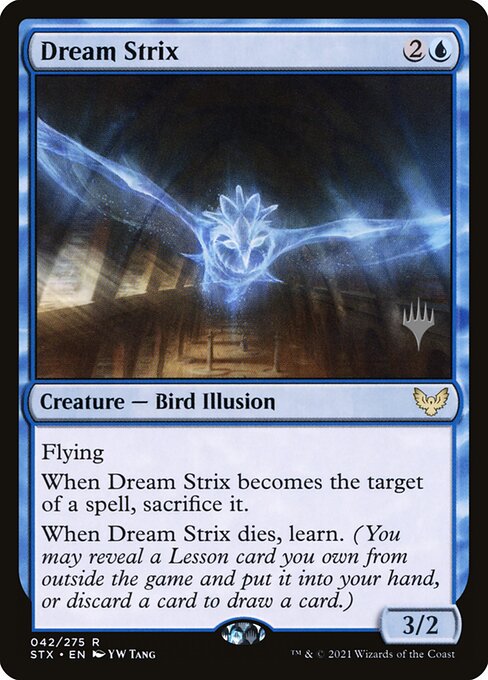 Dream Strix 2
Creature — Bird Illusion
Flying
When Dream Strix becomes the target
of a spell, sacrifice it.
When Dream Strix dies, learn. (You
may reveal a Lesson card you own from
outside the game and put it into your hand,
or discard a card to draw a card.)
3/2
042/275 R
STX • EN YW Tang
™ & © 2021 Wizards of the Coast